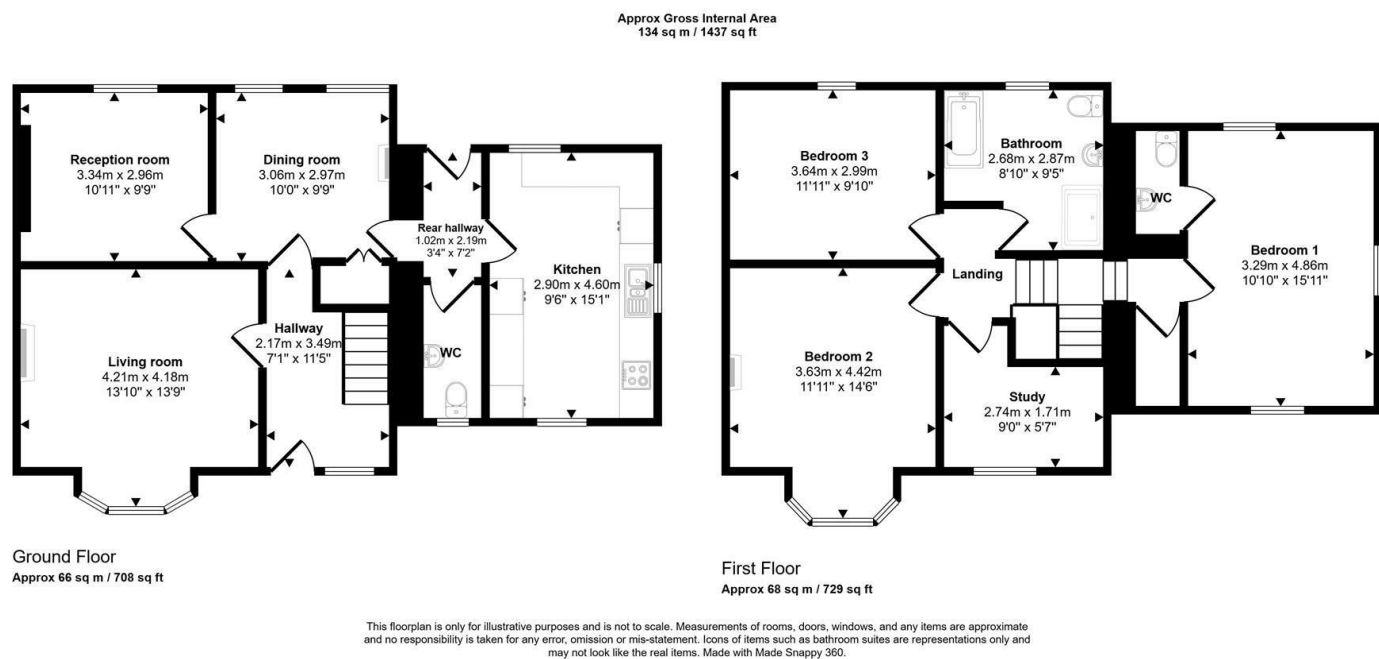 Approx Gross Internal Area
134 sq m / 1437 sq ft
Reception room
3.34m x 2.96m
10'11" x 9'9"
Dining room
3.06m x 2.97m
10'0" x 9'9"
Rear hallway
1.02m x 2.19m
3'4" x 7'2"
Kitchen
2.90m x 4.60m
9'6" x 15'1"
Living room
4.21m x 4.18m
13'10" x 13'9"
Hallway
2.17m x 3.49m
7'1" x 11'5"
WC
Ground Floor
Approx 66 sq m / 708 sq ft
Bedroom 3
3.64m x 2.99m
11'11" x 9'10"
Bathroom
2.68m x 2.87m
8'10" x 9'5"
WC
Bedroom 1
3.29m x 4.86m
10'10" x 15'11"
Landing
Bedroom 2
3.63m x 4.42m
11'11" x 14'6"
Study
2.74m x 1.71m
9'0" x 5'7"
First Floor
Approx 68 sq m / 729 sq ft
This floorplan is only for illustrative purposes and is not to scale. Measurements of rooms, doors, windows, and any items are approximate
and no responsibility is taken for any error, omission or mis-statement. Icons of items such as bathroom suites are representations only and
may not look like the real items. Made with Made Snappy 360.